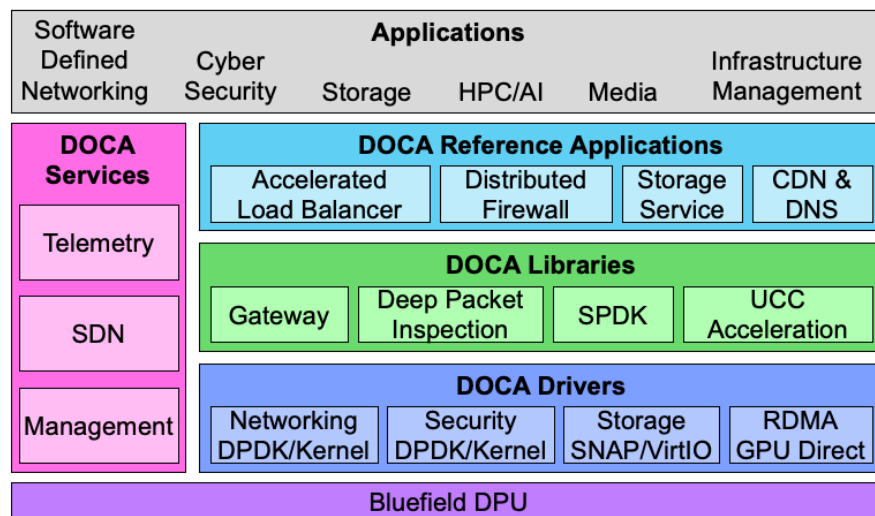 Applications
Software
Defined
Networking
Cyber
Security
Storage
HPC/AI
Media
Infrastructure
Management
DOCA
Services
Telemetry
SDN
Management
DOCA Reference Applications
Accelerated
Load Balancer
Distributed
Firewall
Storage
Service
CDN &
DNS
DOCA Libraries
Gateway
Deep Packet
Inspection
SPDK
UCC
Acceleration
DOCA Drivers
Networking
DPDK/Kernel
Security
DPDK/Kernel
Storage
SNAP/VirtIO
RDMA
GPU Direct
Bluefield DPU